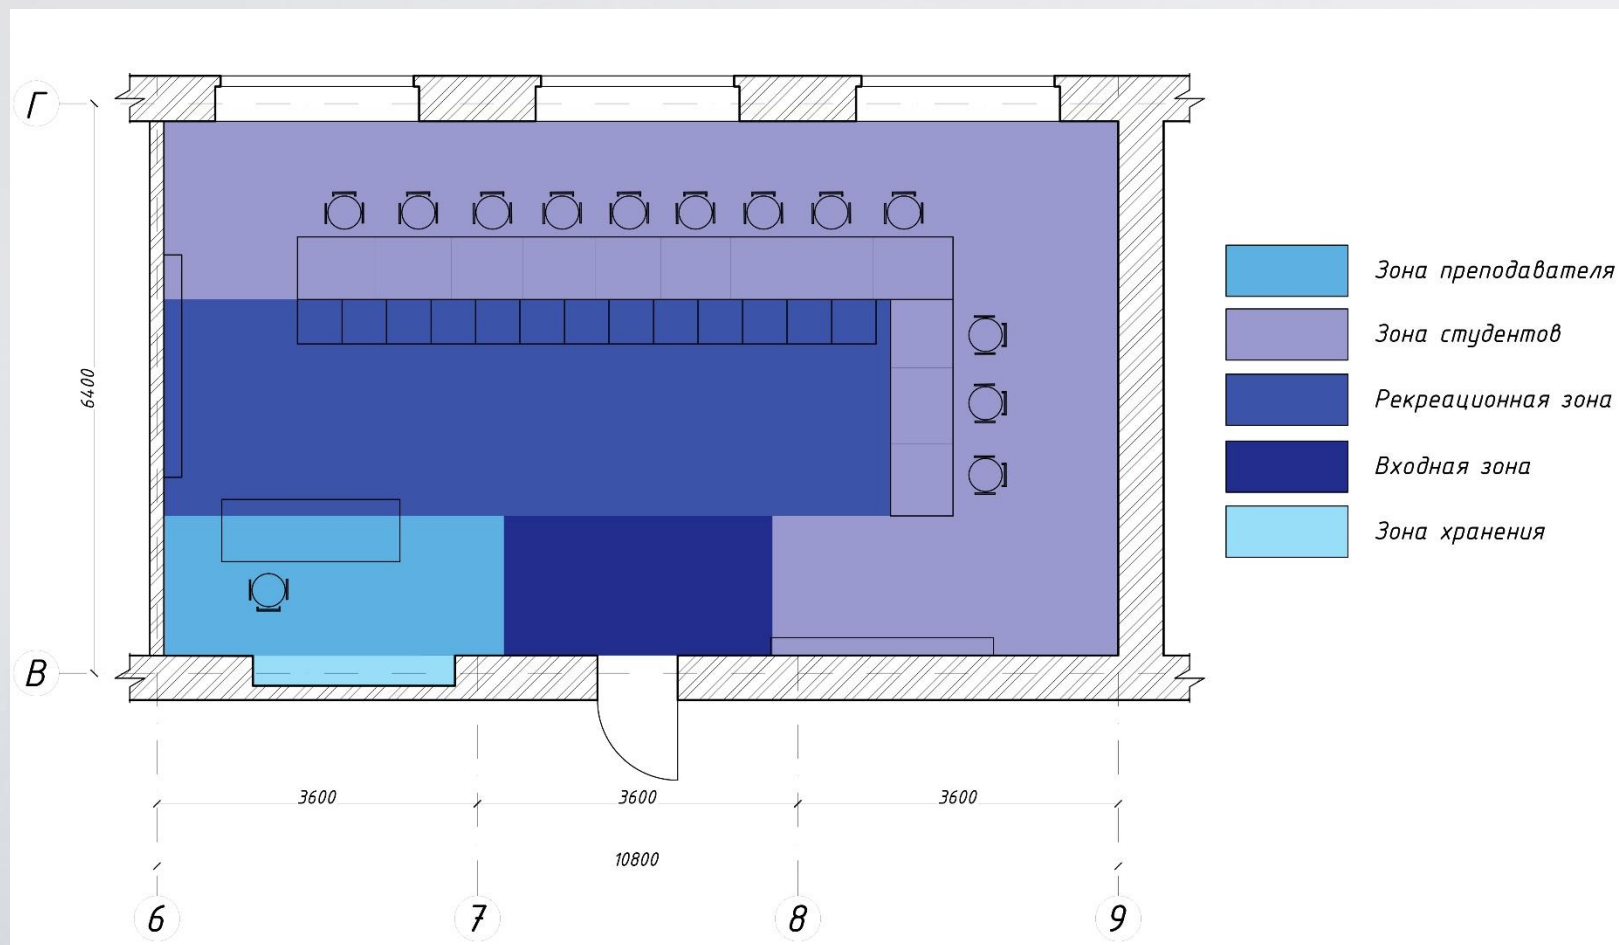 Г
Зона преподавателя
Зона студентов
6400
Рекреационная зона
Входная зона
Зона хранения
В
3600 3600 3600
10800
6 7 8 9